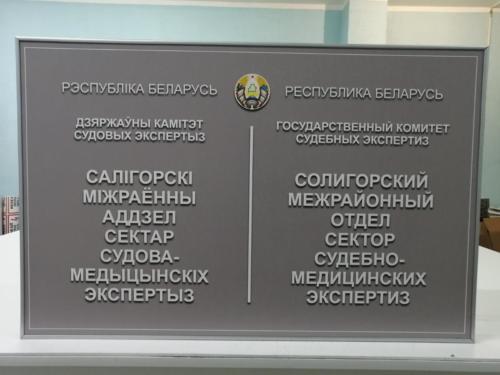 РЭСПУБЛІКА БЕЛАРУСЬ
ДЗЯРЖАЎНЫ КАМІТЭТ
СУДОВЫХ ЭКСПЕРТЫЗ
САЛІГОРСКІ
МІЖРАЁННЫ
АДДЗЕЛ
СЕКТАР
СУДОВА-
МЕДЫЦЫНСКІХ
ЭКСПЕРТЫЗ
РЕСПУБЛИКА БЕЛАРУСЬ
ГОСУДАРСТВЕННЫЙ КОМИТЕТ
СУДЕБНЫХ ЭКСПЕРТИЗ
СОЛИГОРСКИЙ
МЕЖРАЙОННЫЙ
ОТДЕЛ
СЕКТОР
СУДЕБНО-
МЕДИЦИНСКИХ
ЭКСПЕРТИЗ